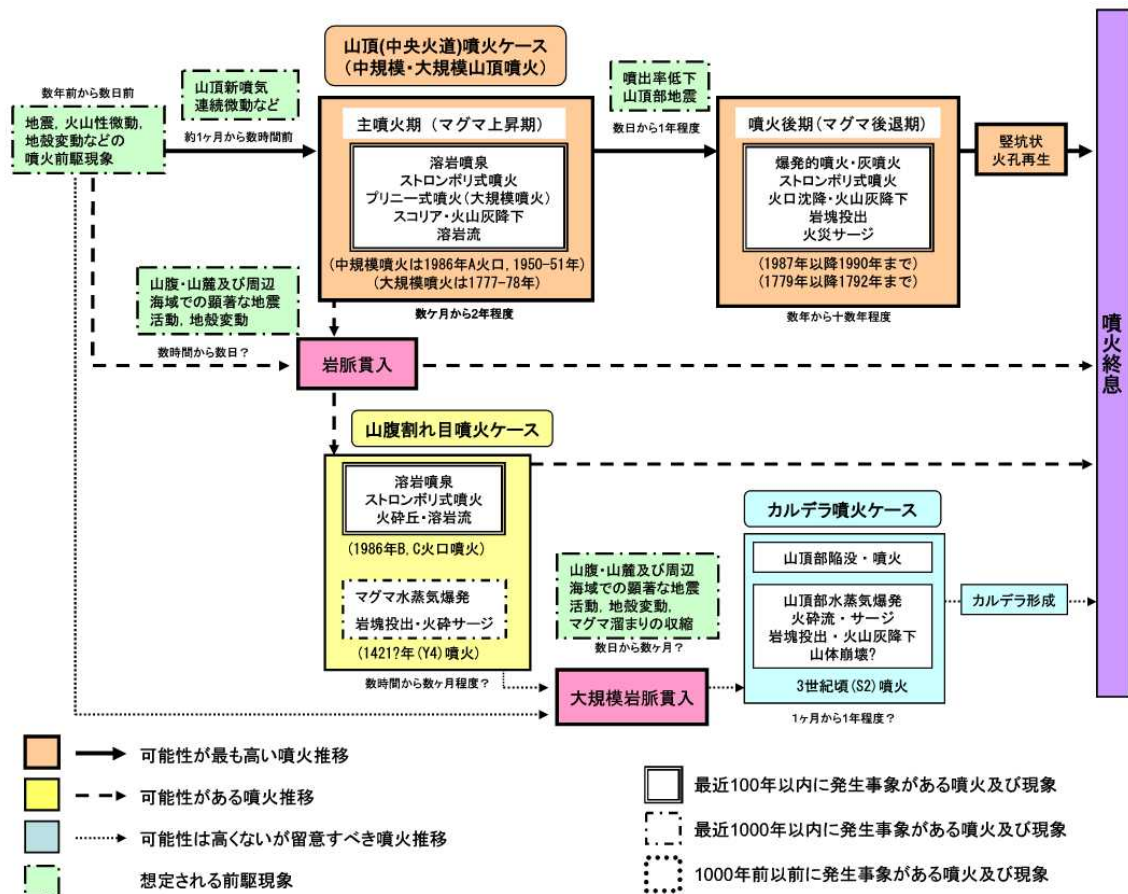 山頂(中央火道)噴火ケース
(中規模・大規模山頂噴火)
数年前から数日前
地震, 火山性微動,
地殻変動などの
噴火前駆現象
山頂新噴気
連続微動など
約1ヶ月から数時間前
主噴火期 (マグマ上昇期)
溶岩噴泉
ストロンボリ式噴火
プリニー式噴火(大規模噴火)
スコリア・火山灰降下
溶岩流
(中規模噴火は1986年A火口, 1950-51年)
(大規模噴火は1777-78年)
数ケ月から2年程度
噴出率低下
山頂部地震
数日から1年程度
噴火後期(マグマ後退期)
爆発的噴火・灰噴火
ストロンボリ式噴火
火口沈降・火山灰降下
岩塊投出
火災サージ
(1987年以降1990年まで)
(1779年以降1792年まで)
数年から十数年程度
竪坑状
火孔再生
噴火終息
山腹・山麓及び周辺
海域での顕著な地震
活動, 地殻変動
数時間から数日?
岩脈貫入
山腹割れ目噴火ケース
溶岩噴泉
ストロンボリ式噴火
火砕丘・溶岩流
(1986年B, C火口噴火)
マグマ水蒸気爆発
岩塊投出・火砕サージ
(1421?年(Y4)噴火)
数時間から数ヶ月程度?
山腹・山麓及び周辺
海域での顕著な地震
活動, 地殻変動,
マグマ溜まりの収縮
数日から数ヶ月?
大規模岩脈貫入
カルデラ噴火ケース
山頂部陥没・噴火
山頂部水蒸気爆発
火砕流・サージ
岩塊投出・火山灰降下
山体崩壊?
3世紀頃(S2)噴火
1ヶ月から1年程度?
カルデラ形成
可能性が最も高い噴火推移
可能性がある噴火推移
可能性は高くないが留意すべき噴火推移
想定される前駆現象
最近100年以内に発生事象がある噴火及び現象
最近1000年以内に発生事象がある噴火及び現象
1000年前以前に発生事象がある噴火及び現象